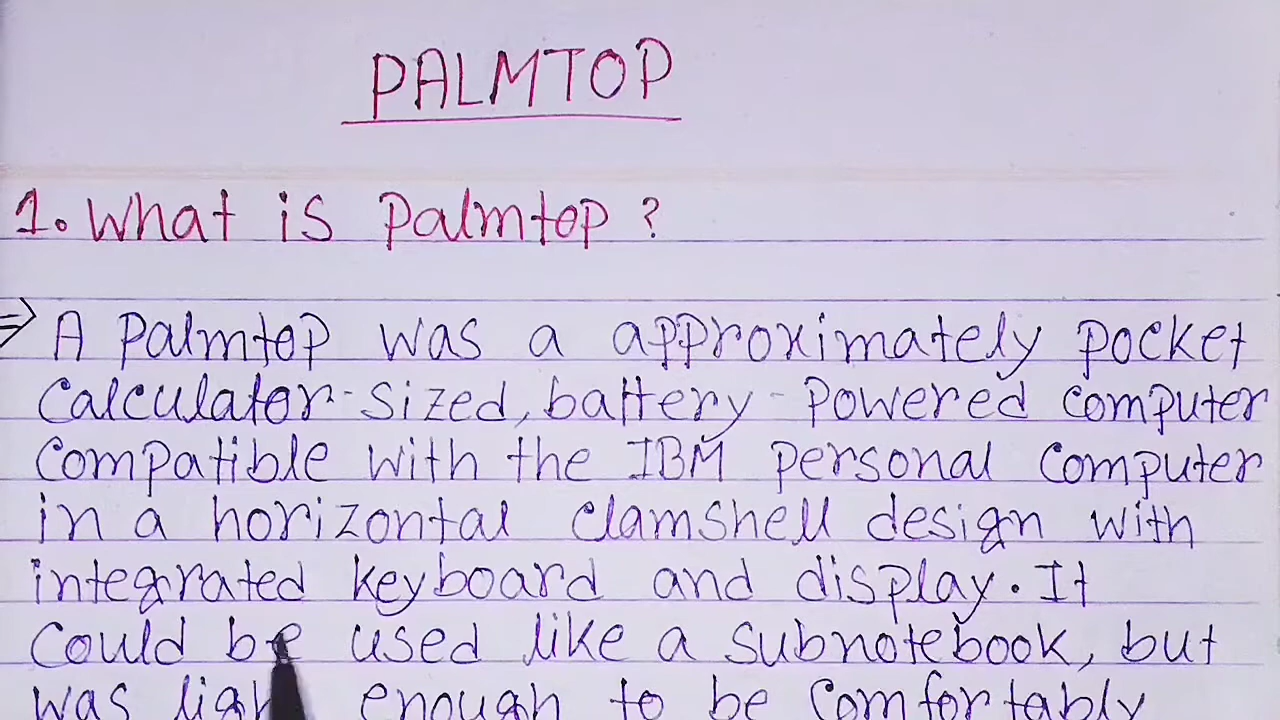 PALMTOP
1. What is Palmtop ?
⇒ A Palmtop was a approximately pocket
Calculator-sized, battery-powered computer
Compatible with the IBM personal Computer
in a horizontal clamshell design with
integrated keyboard and display. It
Could be used like a subnotebook, but
was light enough to be comfortably